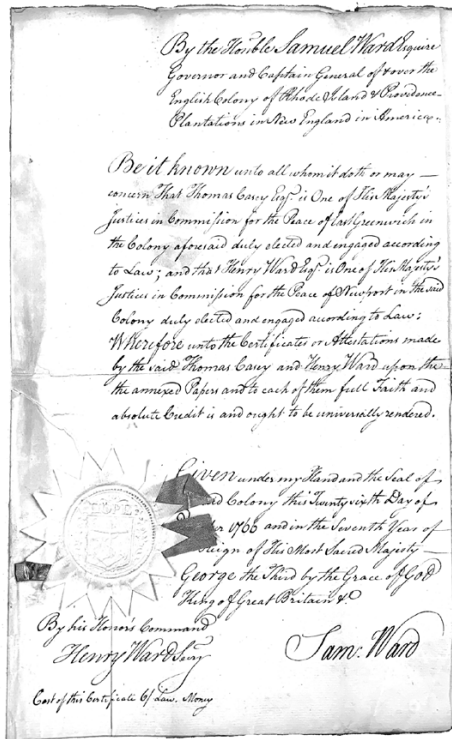 By the Honble Samuel Ward Esquire
Governor and Captain General of & over the
English Colony of Rhode Island & Providence
Plantations in New England in America.
Be it known unto all whom it doth or may
concern That Thomas Casey Esqr. is One of His Majesty's
Justices in Commission for the Peace of East Greenwich in
the Colony aforesaid duly elected and engaged according
to Law; and that Henry Ward Esqr. is One of His Majesty's
Justices in Commission for the Peace of Newport in the said
Colony duly elected and engaged according to Law:
Wherefore unto the Certificates or Attestations made
by the said Thomas Casey and Henry Ward upon the
the annexed Papers and to each of them full Faith and
absolute Credit is and ought to be universally rendered.
Given under my Hand and the Seal of
Colony this Twenty sixth Day of
1766 and in the Seventh Year of
Reign of His Most Sacred Majesty
George the Third by the Grace of God
King of Great Britain &c
HOPE
By his Honor's Command
Henry Ward Secry
Sam: Ward
Cost of this Certificate 6/ Law. Money